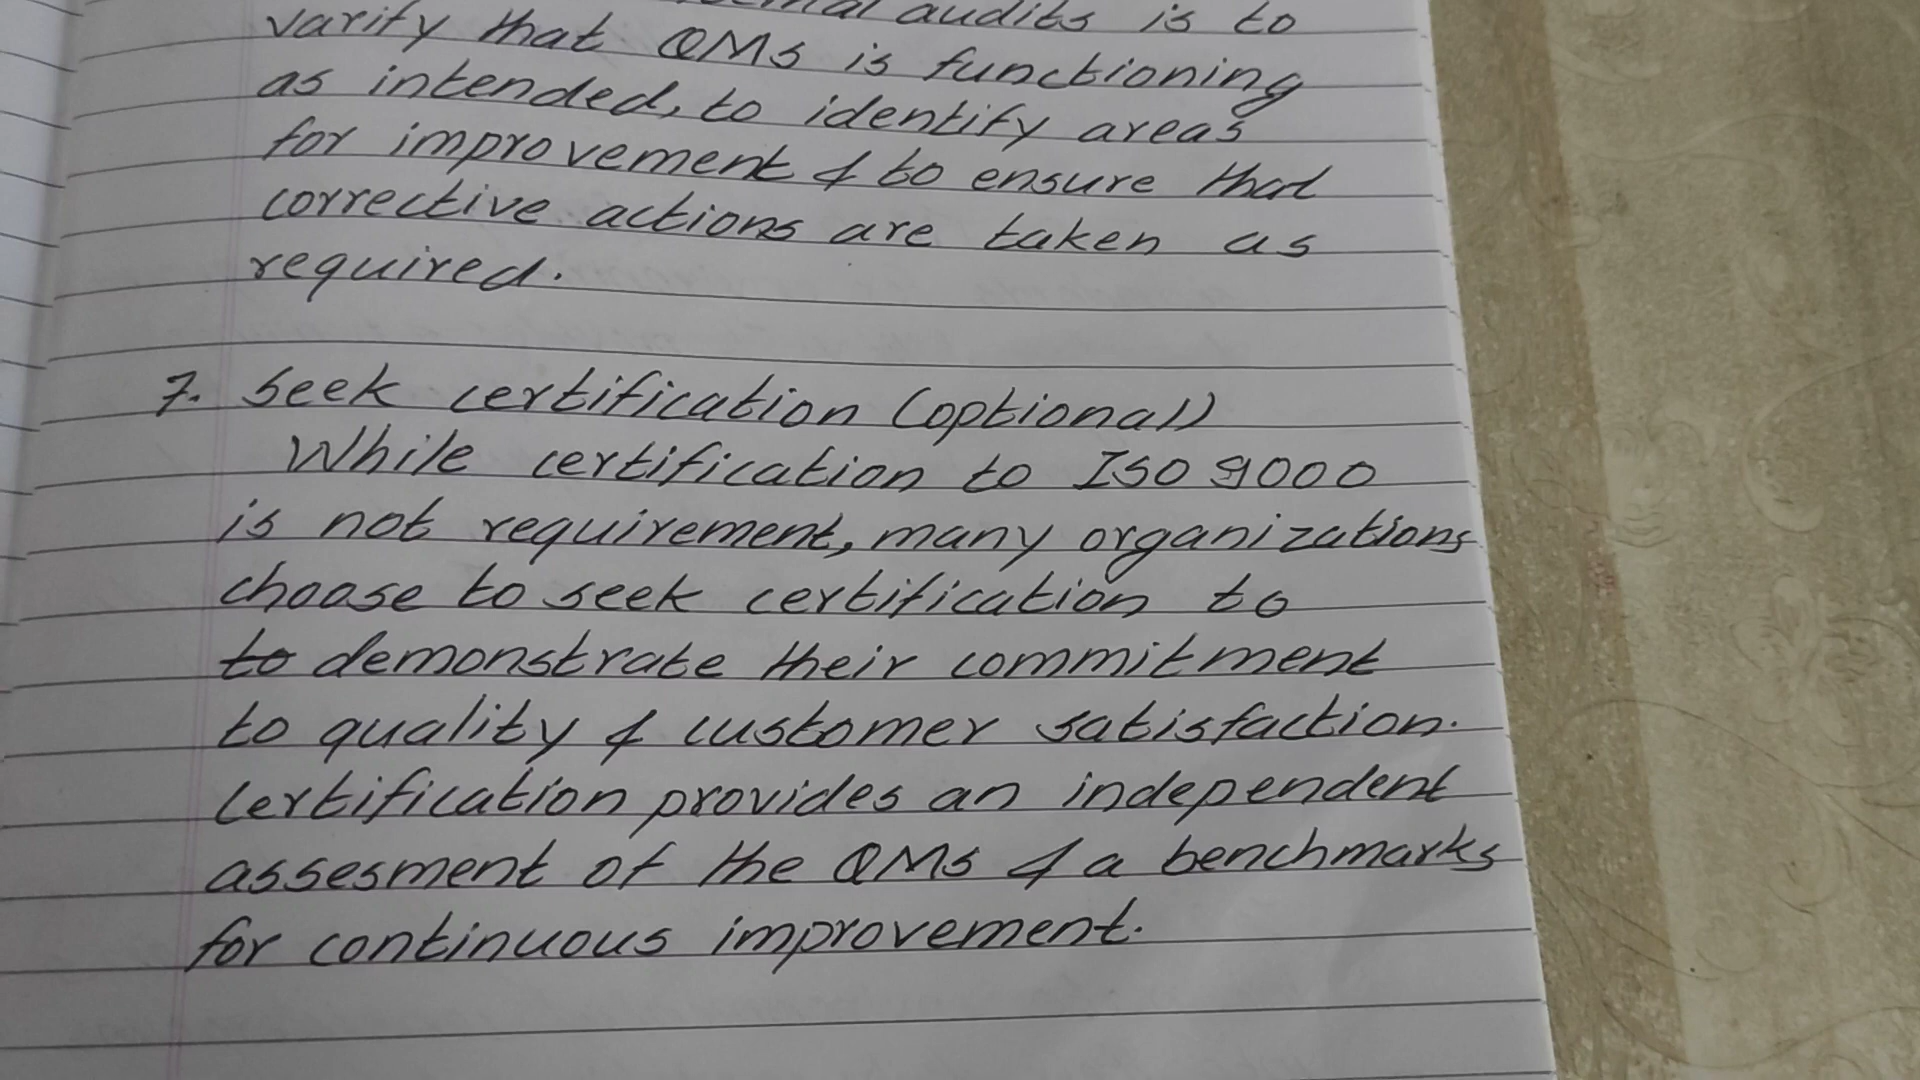 audits is to
varify that QMS is functioning
as intended, to identify areas
for improvement & to ensure that
corrective actions are taken as
required.
7. Seek certification (optional)
While certification to ISO 9000
is not requirement, many organizations
choose to seek certification to
to demonstrate their commitment
to quality & customer satisfaction.
Certification provides an independent
assesment of the QMS & a benchmarks
for continuous improvement.